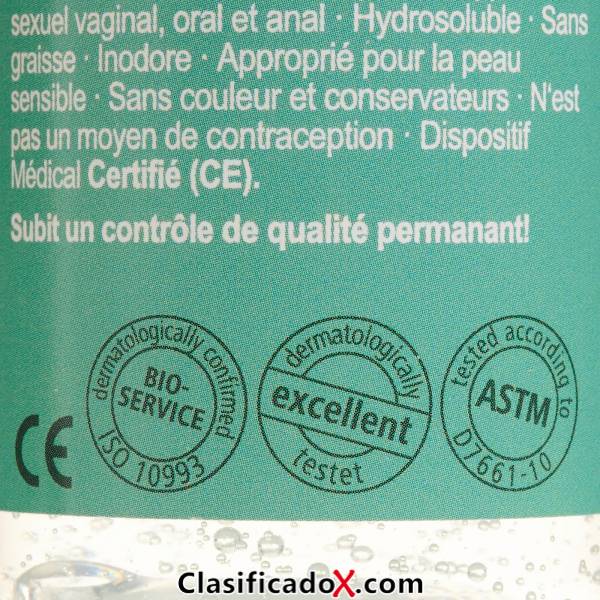 sexuel vaginal, oral et anal · Hydrosoluble · Sans
graisse · Inodore · Approprié pour la peau
sensible · Sans couleur et conservateurs · N'est
pas un moyen de contraception · Dispositif
Médical Certifié (CE).
Subit un contrôle de qualité permanant!
CE
dermatologically confirmed
BIO-
SERVICE
ISO 10993
dermatologically
excellent
testet
tested according to
ASTM
D7661-10
ClasificadoX.com